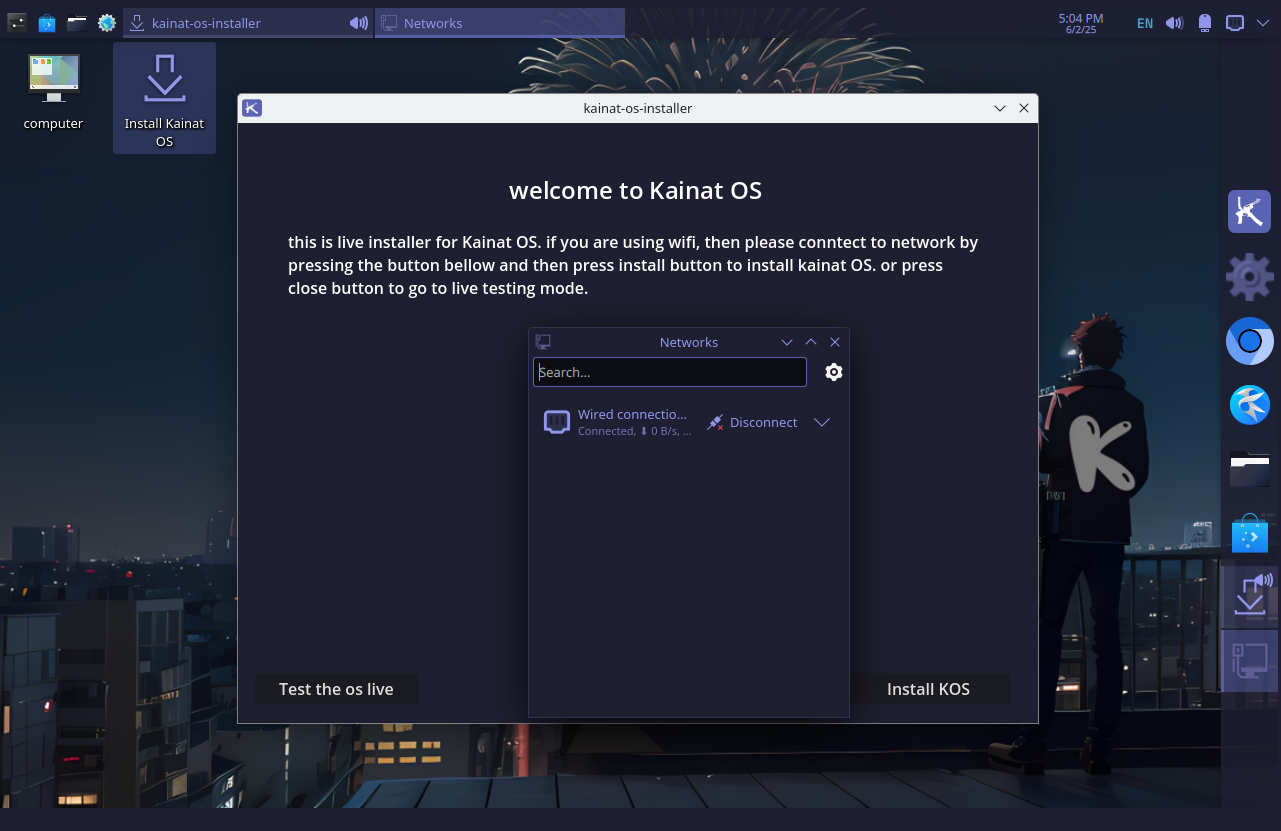 kainat-os-installer
Networks
5:04 PM
6/2/25
EN
computer
Install Kainat
OS
kainat-os-installer
welcome to Kainat OS
this is live installer for Kainat OS. if you are using wifi, then please conntect to network by
pressing the button bellow and then press install button to install kainat OS. or press
close button to go to live testing mode.
Networks
Search...
Wired connectio...
Connected, ⬇ 0 B/s, ...
Disconnect
Test the os live
Install KOS